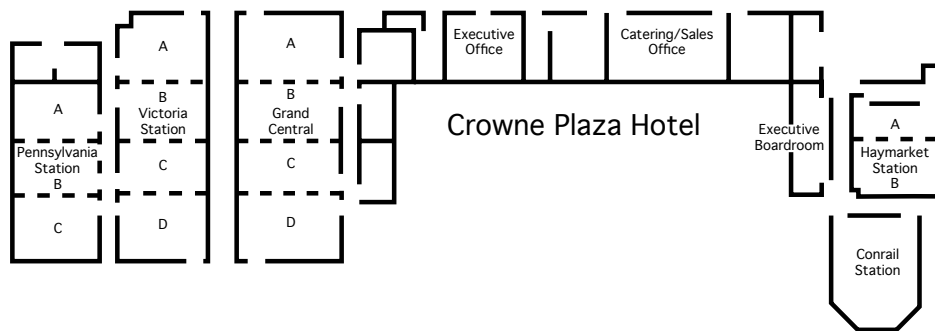 A
Pennsylvania
Station
B
C
A
B
Victoria
Station
C
D
A
B
Grand
Central
C
D
Executive
Office
Catering/Sales
Office
Crowne Plaza Hotel
Executive
Boardroom
A
Haymarket
Station
B
Conrail
Station